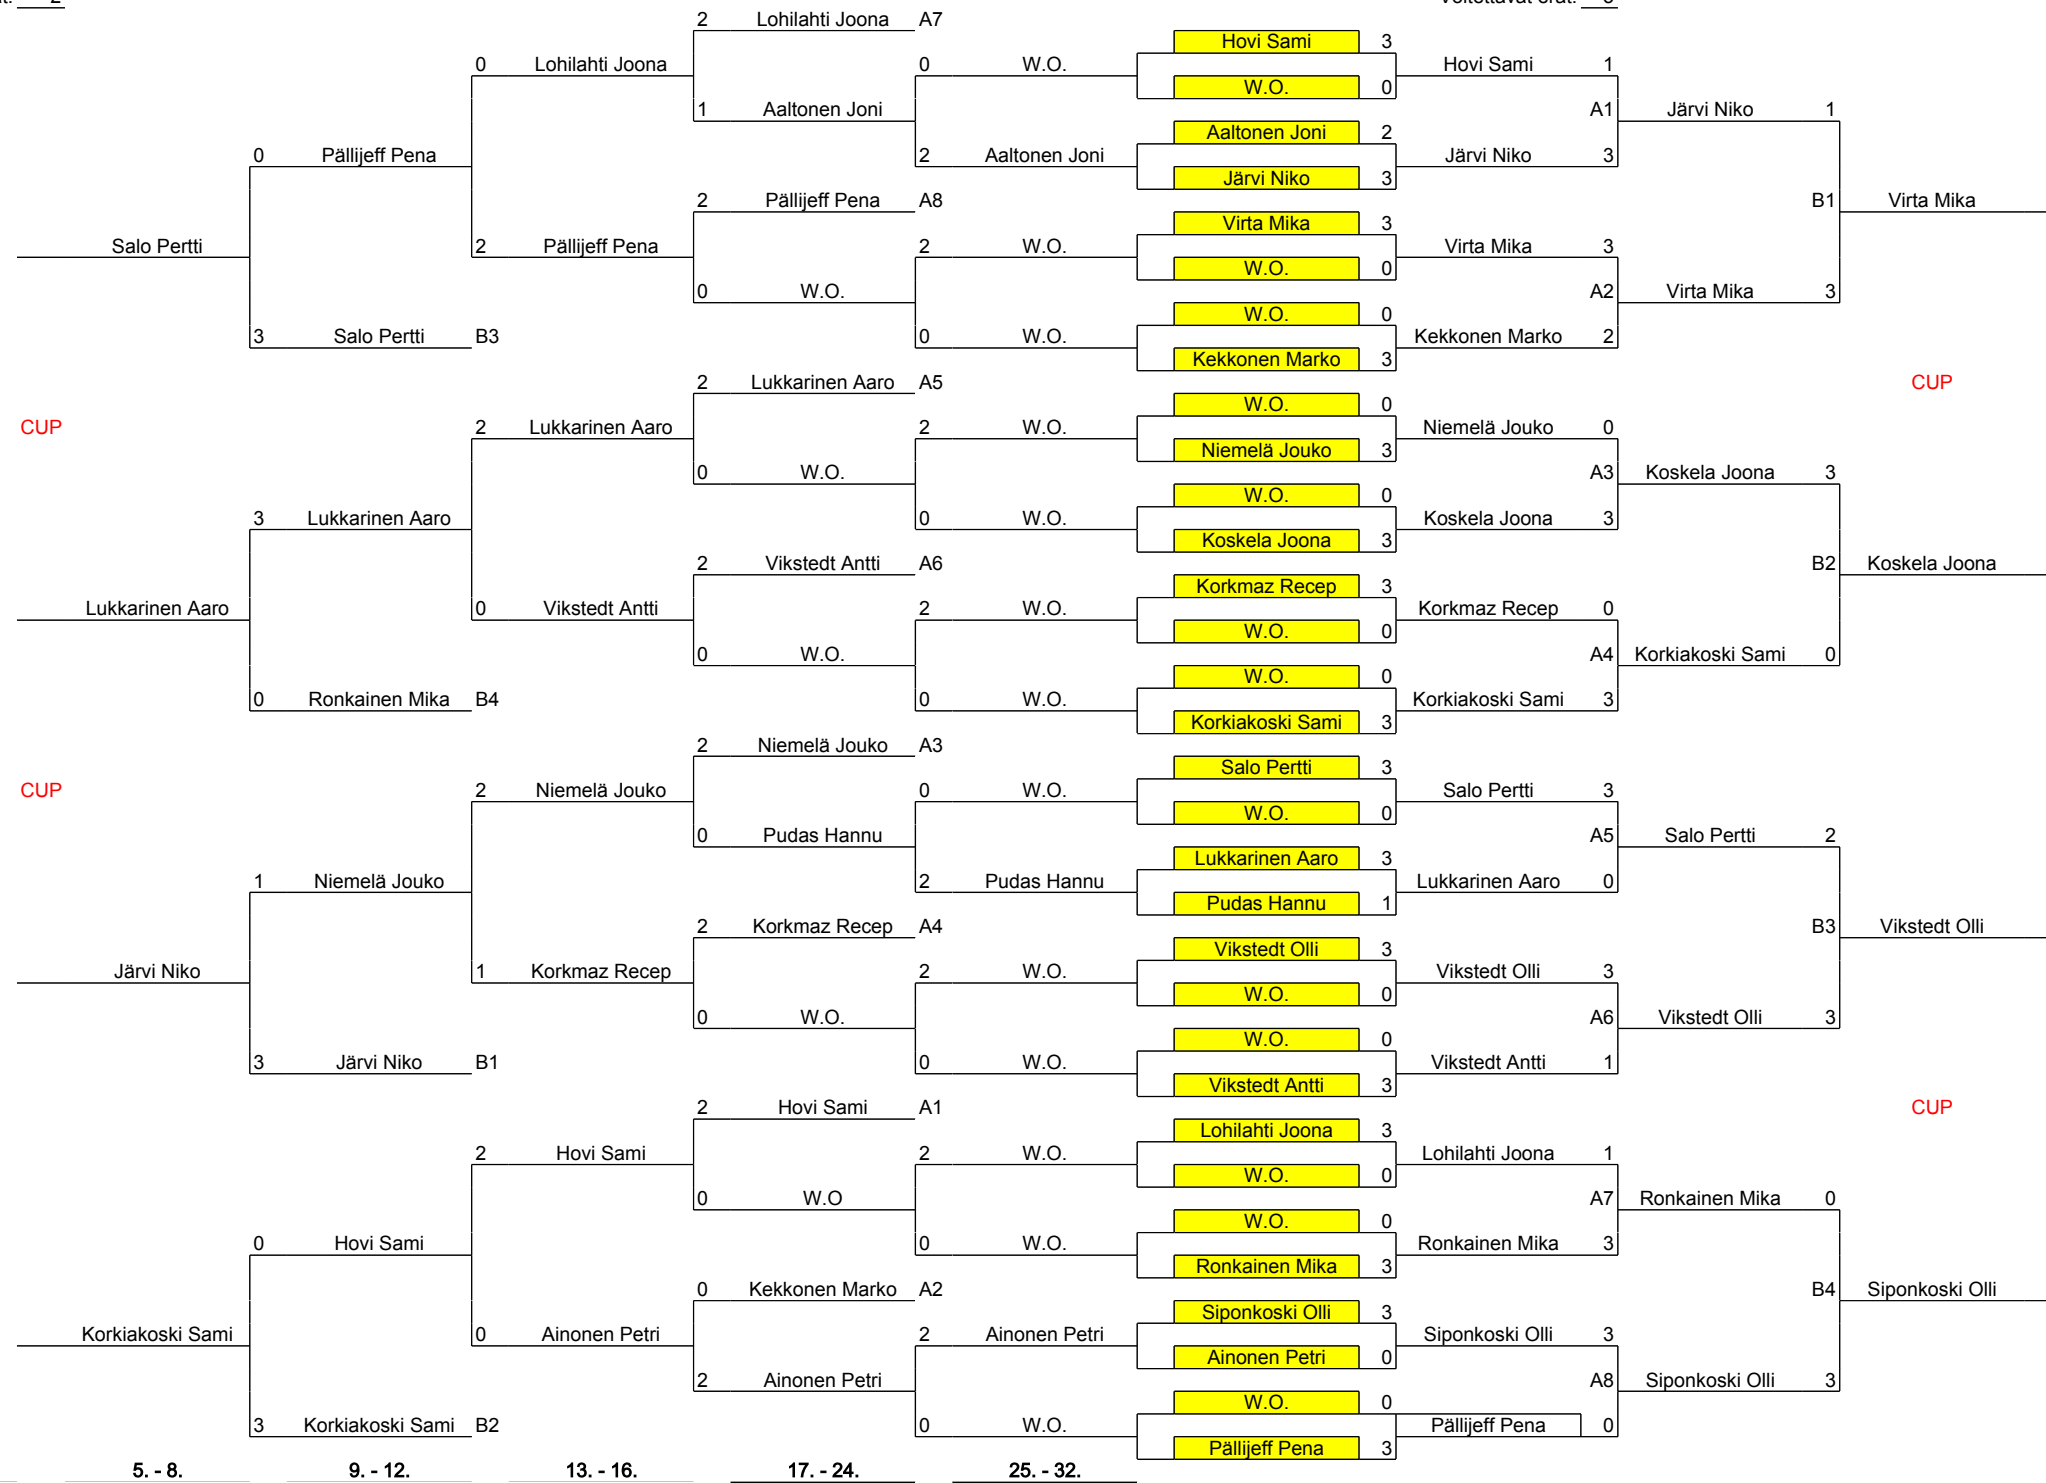 2 Lohilahti Joona A7
Hovi Sami 3
0 Lohilahti Joona 0 W.O. Hovi Sami 1
W.O. 0
1 Aaltonen Joni A1 Järvi Niko 1
Aaltonen Joni 2
0 Pällijeff Pena 2 Aaltonen Joni Järvi Niko 3
Järvi Niko 3
2 Pällijeff Pena A8 B1 Virta Mika
Virta Mika 3
Salo Pertti 2 Pällijeff Pena 2 W.O. Virta Mika 3
W.O. 0
0 W.O. A2 Virta Mika 3
W.O. 0
3 Salo Pertti B3 0 W.O. Kekkonen Marko 2
Kekkonen Marko 3
2 Lukkarinen Aaro A5 CUP
W.O. 0
CUP 2 Lukkarinen Aaro 2 W.O. Niemelä Jouko 0
Niemelä Jouko 3
0 W.O. A3 Koskela Joona 3
W.O. 0
3 Lukkarinen Aaro 0 W.O. Koskela Joona 3
Koskela Joona 3
2 Vikstedt Antti A6 B2 Koskela Joona
Korkmaz Recep 3
Lukkarinen Aaro 0 Vikstedt Antti 2 W.O. Korkmaz Recep 0
W.O. 0
0 W.O. A4 Korkiakoski Sami 0
W.O. 0
0 Ronkainen Mika B4 0 W.O. Korkiakoski Sami 3
Korkiakoski Sami 3
2 Niemelä Jouko A3
Salo Pertti 3
CUP 2 Niemelä Jouko 0 W.O. Salo Pertti 3
W.O. 0
0 Pudas Hannu A5 Salo Pertti 2
Lukkarinen Aaro 3
1 Niemelä Jouko 2 Pudas Hannu Lukkarinen Aaro 0
Pudas Hannu 1
2 Korkmaz Recep A4 B3 Vikstedt Olli
Vikstedt Olli 3
Järvi Niko 1 Korkmaz Recep 2 W.O. Vikstedt Olli 3
W.O. 0
0 W.O. A6 Vikstedt Olli 3
W.O. 0
3 Järvi Niko B1 0 W.O. Vikstedt Antti 1
Vikstedt Antti 3
2 Hovi Sami A1 CUP
Lohilahti Joona 3
2 Hovi Sami 2 W.O. Lohilahti Joona 1
W.O. 0
0 W.O A7 Ronkainen Mika 0
W.O. 0
0 Hovi Sami 0 W.O. Ronkainen Mika 3
Ronkainen Mika 3
0 Kekkonen Marko A2 B4 Siponkoski Olli
Siponkoski Olli 3
Korkiakoski Sami 0 Ainonen Petri 2 Ainonen Petri Siponkoski Olli 3
Ainonen Petri 0
2 Ainonen Petri A8 Siponkoski Olli 3
W.O. 0
3 Korkiakoski Sami B2 0 W.O. Pällijeff Pena 0
Pällijeff Pena 3
5. - 8. 9. - 12. 13. - 16. 17. - 24. 25. - 32.